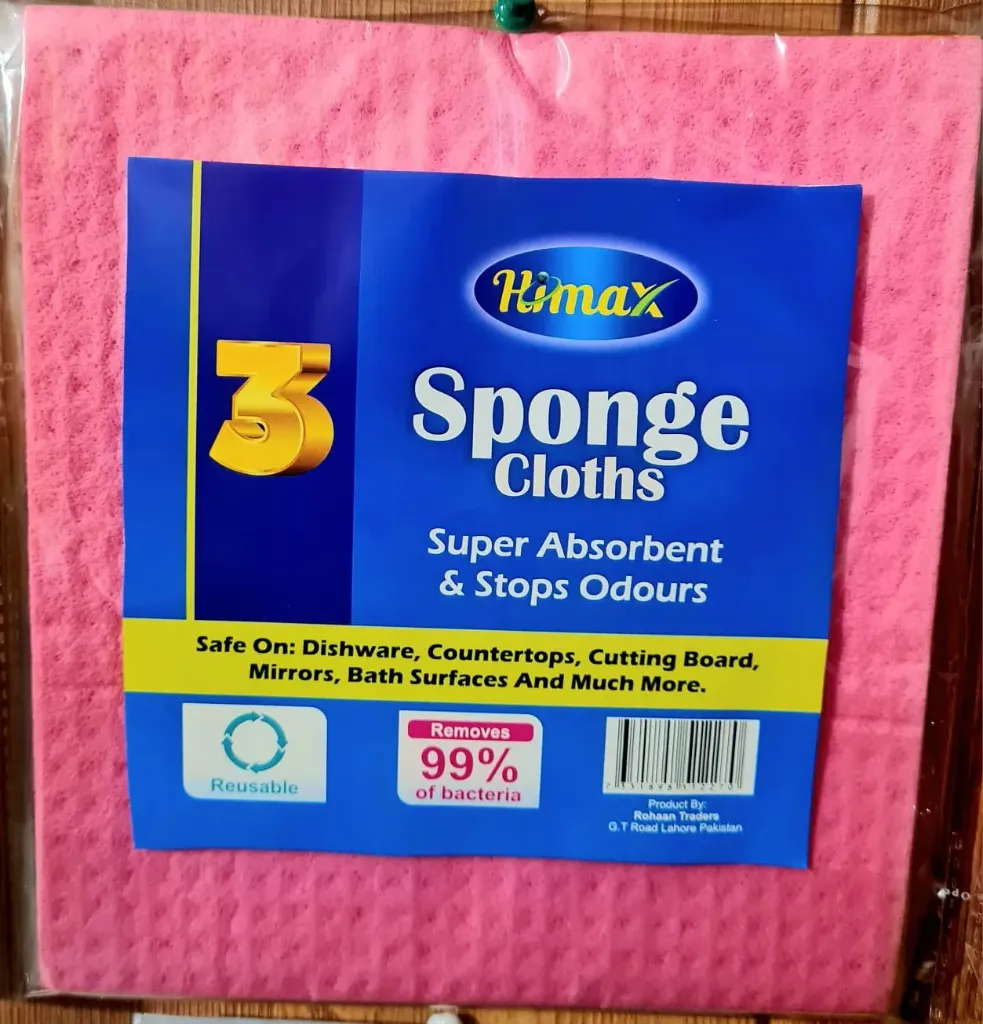 Himax
3
Sponge
Cloths
Super Absorbent
& Stops Odours
Safe On: Dishware, Countertops, Cutting Board,
Mirrors, Bath Surfaces And Much More.
Reusable
Removes
99%
of bacteria
Product By:
Rohaan Traders
G.T Road Lahore Pakistan